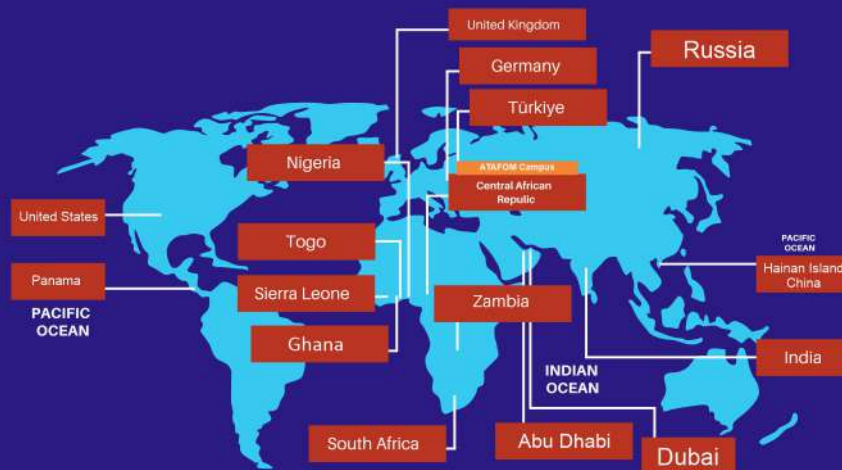 United Kingdom
Russia
Germany
Türkiye
Nigeria
ATAFOM Campus
Central African
Repulic
United States
Togo
PACIFIC
OCEAN
Hainan Island
China
Panama
Sierra Leone
Zambia
PACIFIC
OCEAN
Ghana
India
INDIAN
OCEAN
South Africa
Abu Dhabi
Dubai